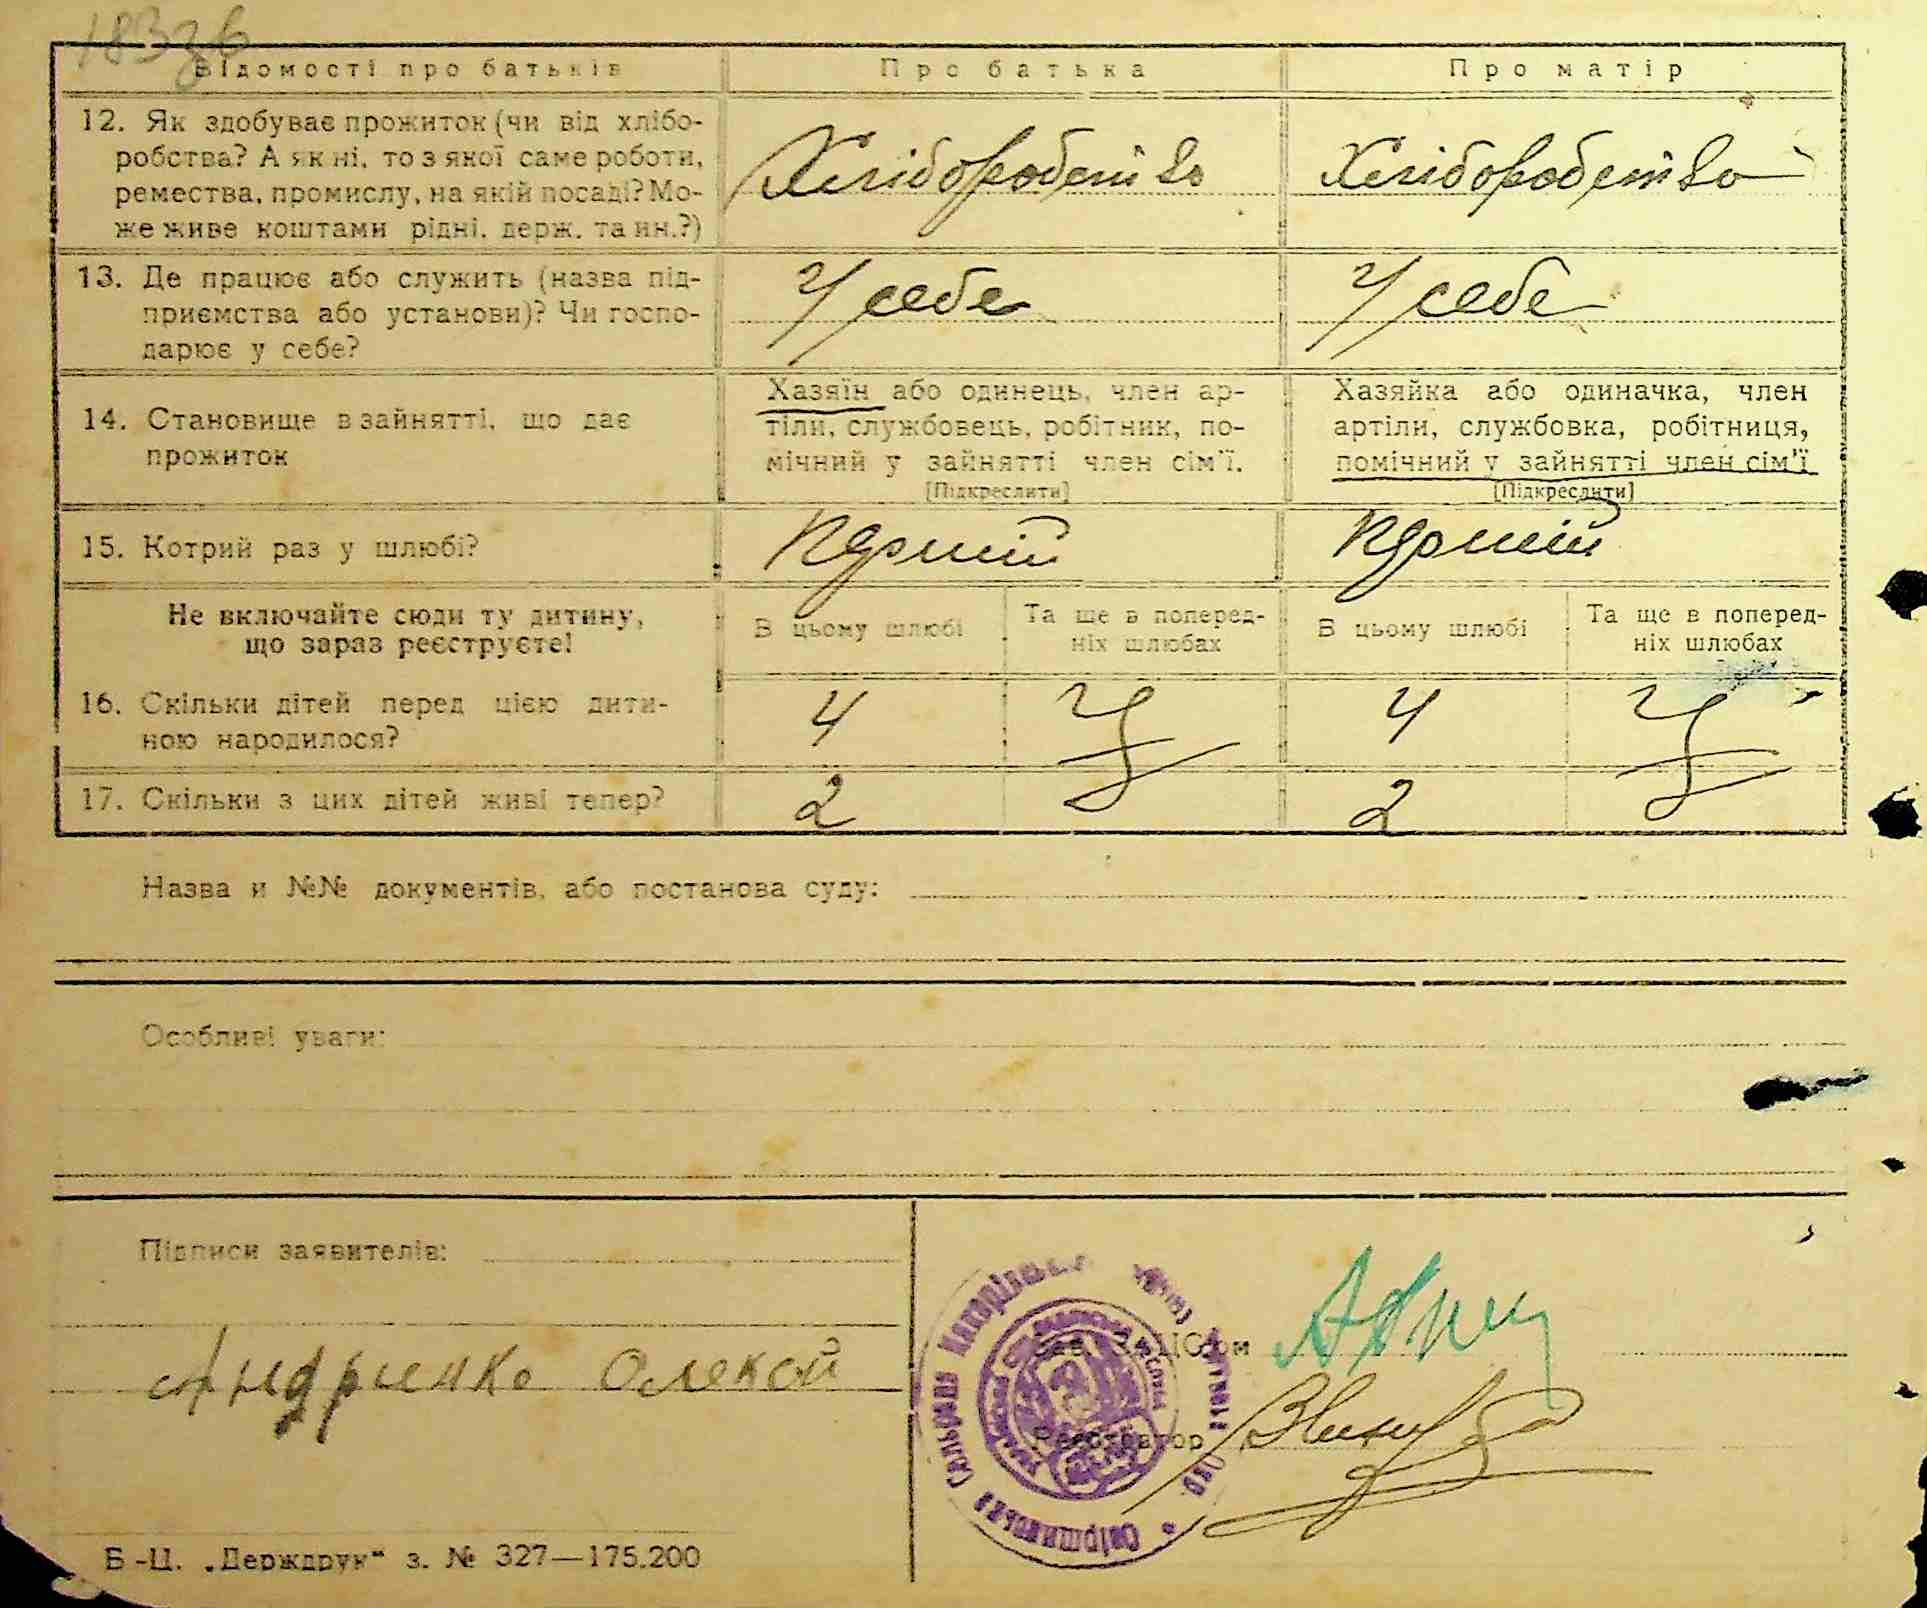 183зв
Відомості про батьків
Про батька
Про матір
12. Як здобуває прожиток (чи від хлібо-
робства? А як ні, то з якої саме роботи,
ремества, промислу, на якій посаді? Мо-
же живе коштами рідні, держ. та ин.?)
Хліборобство
Хліборобство
13. Де працює або служить (назва під-
приємства або установи)? Чи госпо-
дарює у себе?
У себе
У себе
14. Становище в зайнятті, що дає
прожиток
Хазяїн або одинець, член ар-
тіли, службовець, робітник, по-
мічний у зайнятті член сім'ї.
[Підкреслити]
Хазяйка або одиначка, член
артіли, службовка, робітниця,
помічний у зайнятті член сім'ї
[Підкреслити]
15. Котрий раз у шлюбі?
Не включайте сюди ту дитину,
що зараз реєструєте!
В цьому шлюбі
Та ще в поперед-
ніх шлюбах
В цьому шлюбі
Та ще в поперед-
ніх шлюбах
16. Скільки дітей перед цією дити-
ною народилося?
4
4
17. Скільки з цих дітей живі тепер?
2
2
Назва и №№ документів, або постанова суду:
Особливі уваги:
Підписи заявителів:
Андрієнко Олексій
Зав. ЗАЦСом
Реєстратор
Б-Ц. „Держдрук“ з. № 327—175.200